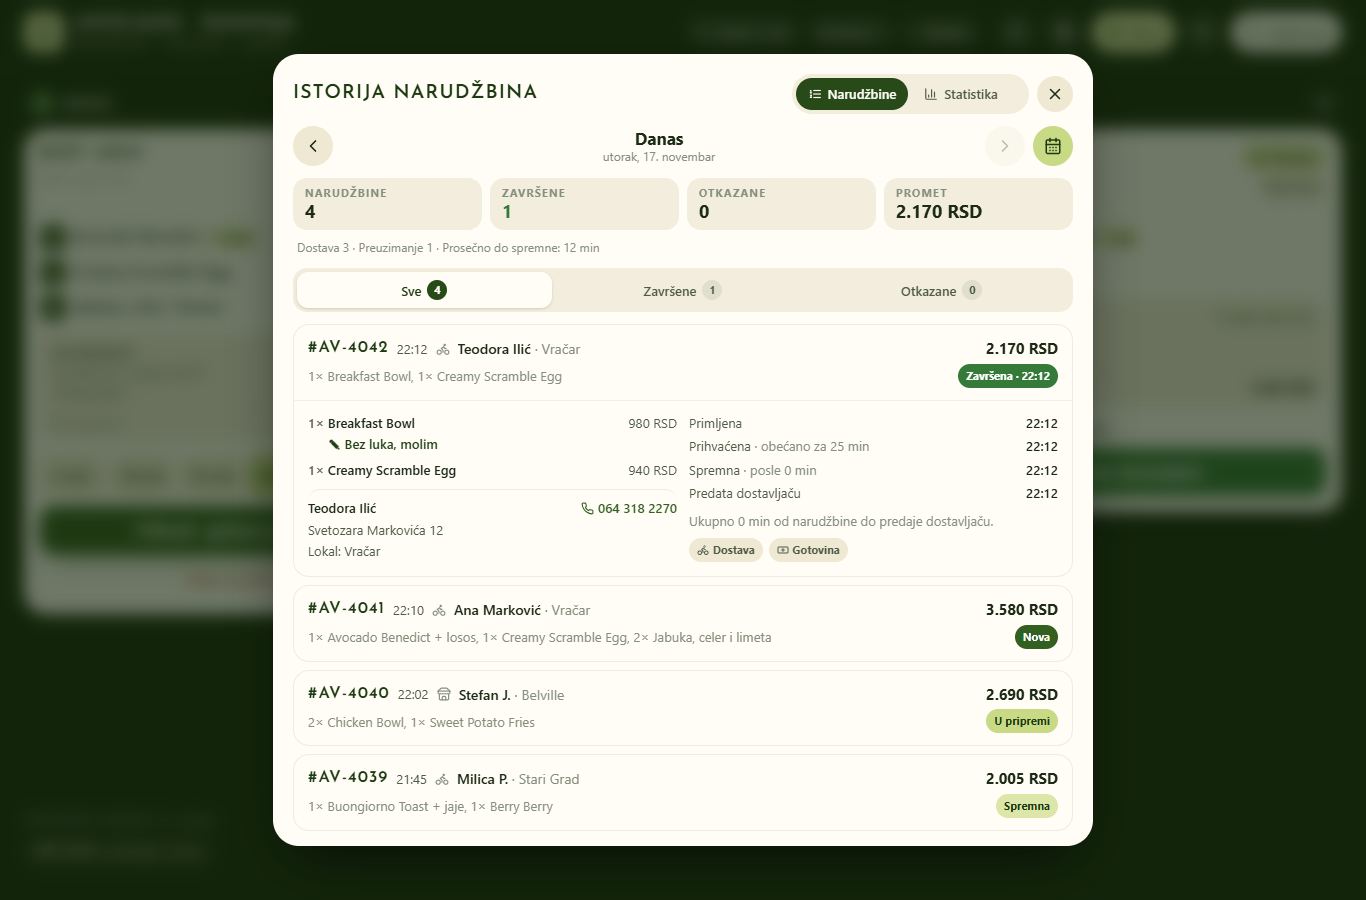 ISTORIJA NARUDŽBINA
Narudžbine
Statistika
Danas
utorak, 17. novembar
NARUDŽBINE
4
ZAVRŠENE
1
OTKAZANE
0
PROMET
2.170 RSD
Dostava 3 · Preuzimanje 1 · Prosečno do spremne: 12 min
Sve 4
Završene 1
Otkazane 0
#AV-4042 22:12 Teodora Ilić · Vračar 2.170 RSD
1× Breakfast Bowl, 1× Creamy Scramble Egg Završena · 22:12
1× Breakfast Bowl 980 RSD
Bez luka, molim
1× Creamy Scramble Egg 940 RSD
Teodora Ilić 064 318 2270
Svetozara Markovića 12
Lokal: Vračar
Primljena 22:12
Prihvaćena · obećano za 25 min 22:12
Spremna · posle 0 min 22:12
Predata dostavljaču 22:12
Ukupno 0 min od narudžbine do predaje dostavljaču.
Dostava Gotovina
#AV-4041 22:10 Ana Marković · Vračar 3.580 RSD
1× Avocado Benedict + losos, 1× Creamy Scramble Egg, 2× Jabuka, celer i limeta Nova
#AV-4040 22:02 Stefan J. · Belville 2.690 RSD
2× Chicken Bowl, 1× Sweet Potato Fries U pripremi
#AV-4039 21:45 Milica P. · Stari Grad 2.005 RSD
1× Buongiorno Toast + jaje, 1× Berry Berry Spremna